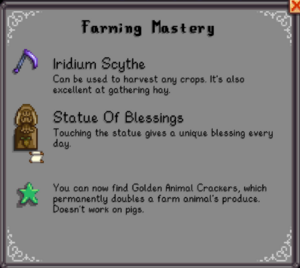 Farming Mastery
Iridium Scythe
Can be used to harvest any crops. It's also
excellent at gathering hay.
Statue Of Blessings
Touching the statue gives a unique blessing every
day.
You can now find Golden Animal Crackers, which
permanently doubles a farm animal's produce.
Doesn't work on pigs.